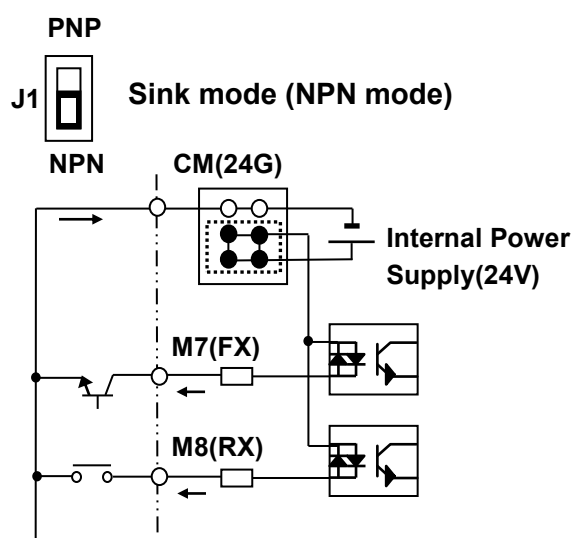 PNP
J1
Sink mode (NPN mode)
NPN
CM(24G)
Internal Power
Supply(24V)
M7(FX)
M8(RX)